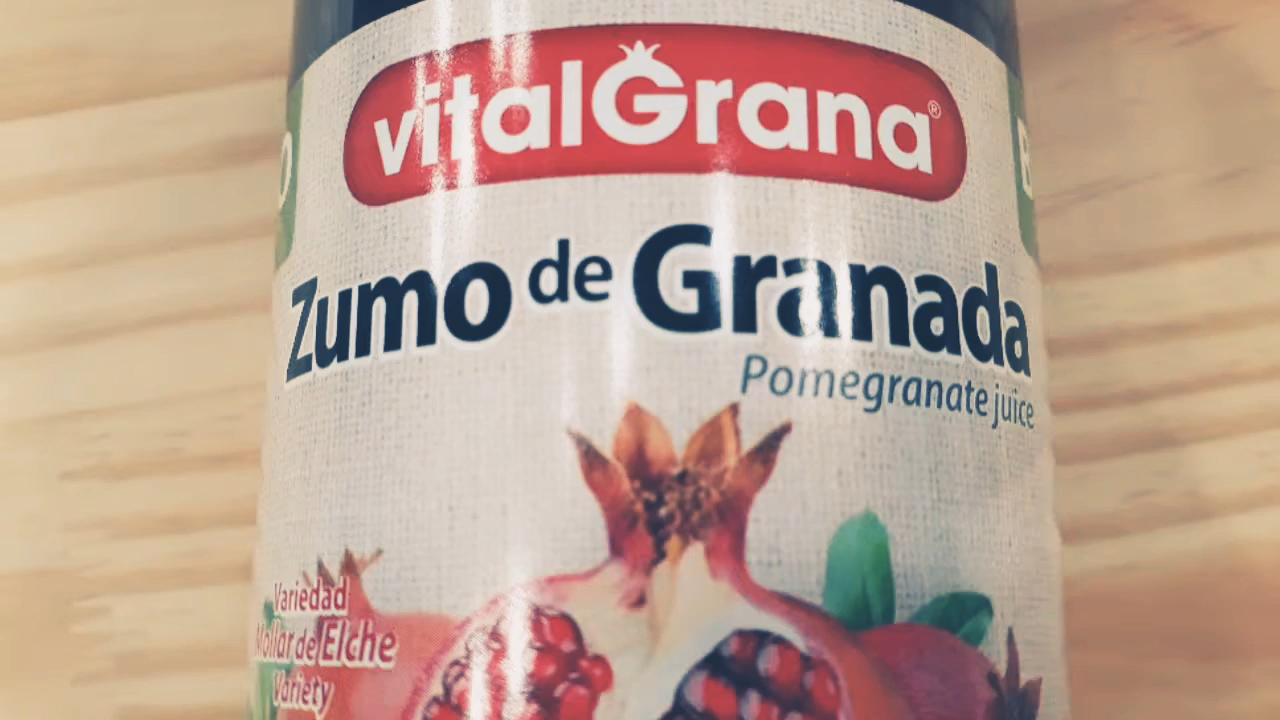 vitalGrana®
Zumo de Granada
Pomegranate juice
Variedad
Mollar de Elche
Variety